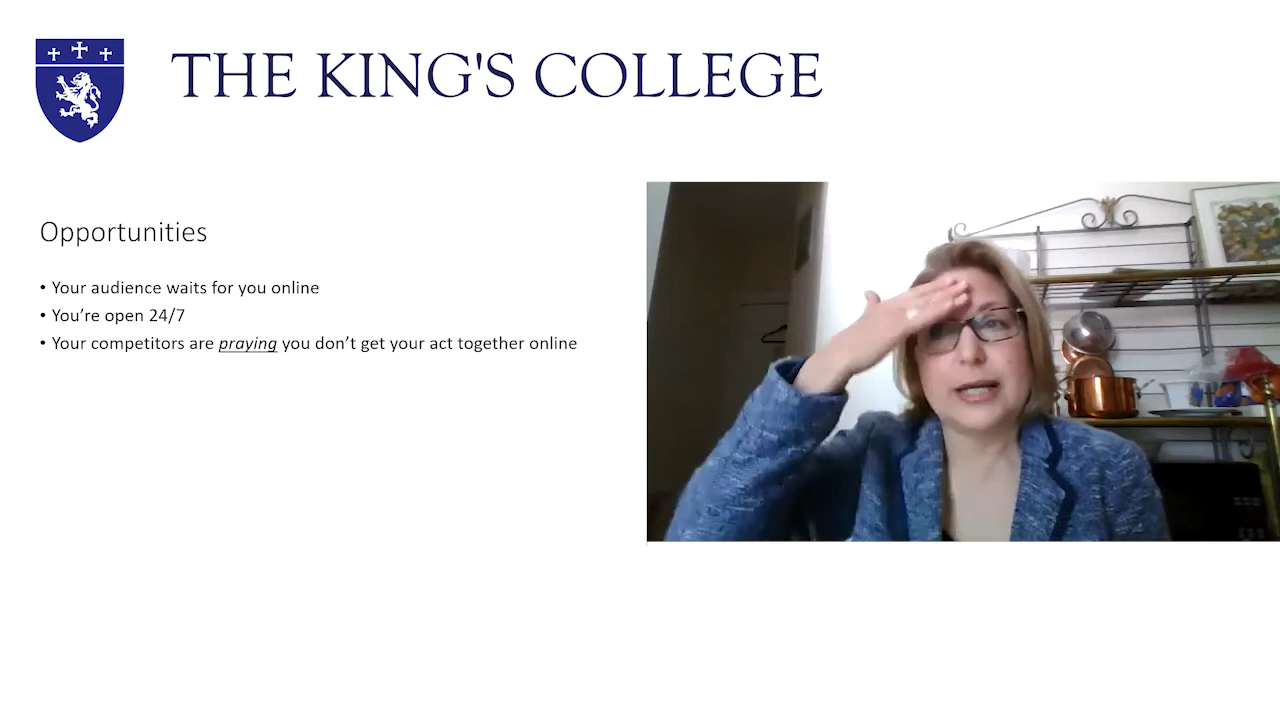 THE KING'S COLLEGE
Opportunities
• Your audience waits for you online
• You’re open 24/7
• Your competitors are praying you don’t get your act together online